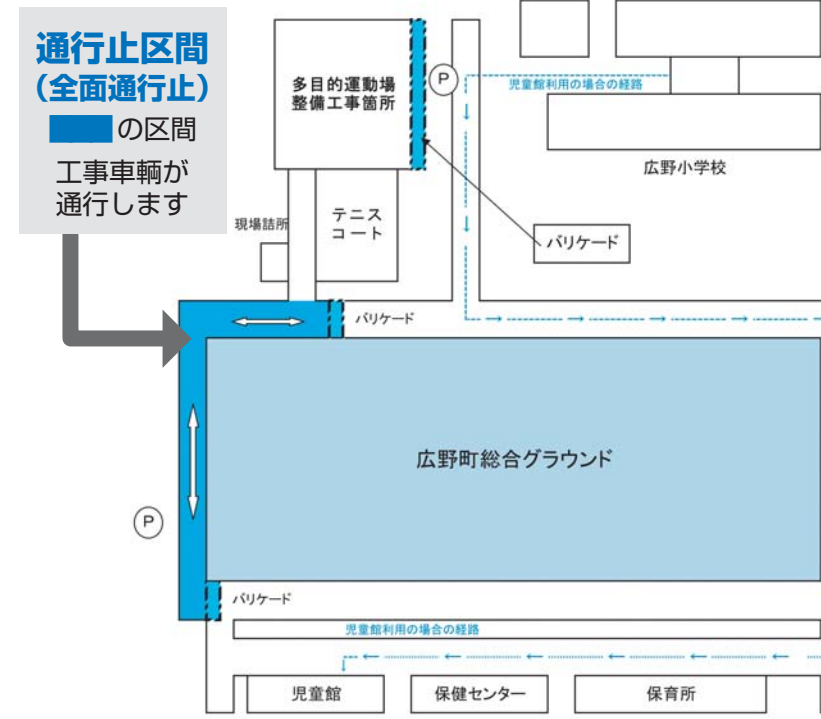 通行止区間
（全面通行止）
の区間
工事車輌が
通行します
多目的運動場
整備工事箇所
P
児童館利用の場合の経路
広野小学校
現場詰所
テニス
コート
バリケード
バリケード
広野町総合グラウンド
P
バリケード
児童館利用の場合の経路
児童館
保健センター
保育所